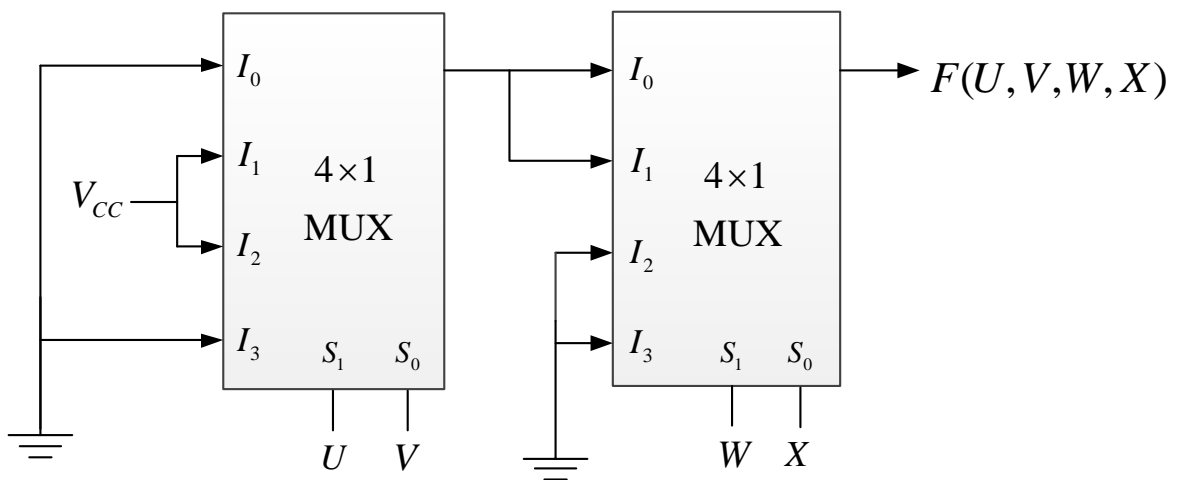 I0
I1
I2
I3
4×1
MUX
S1 S0
VCC
U V
I0
I1
I2
I3
4×1
MUX
S1 S0
W X
F(U,V,W,X)